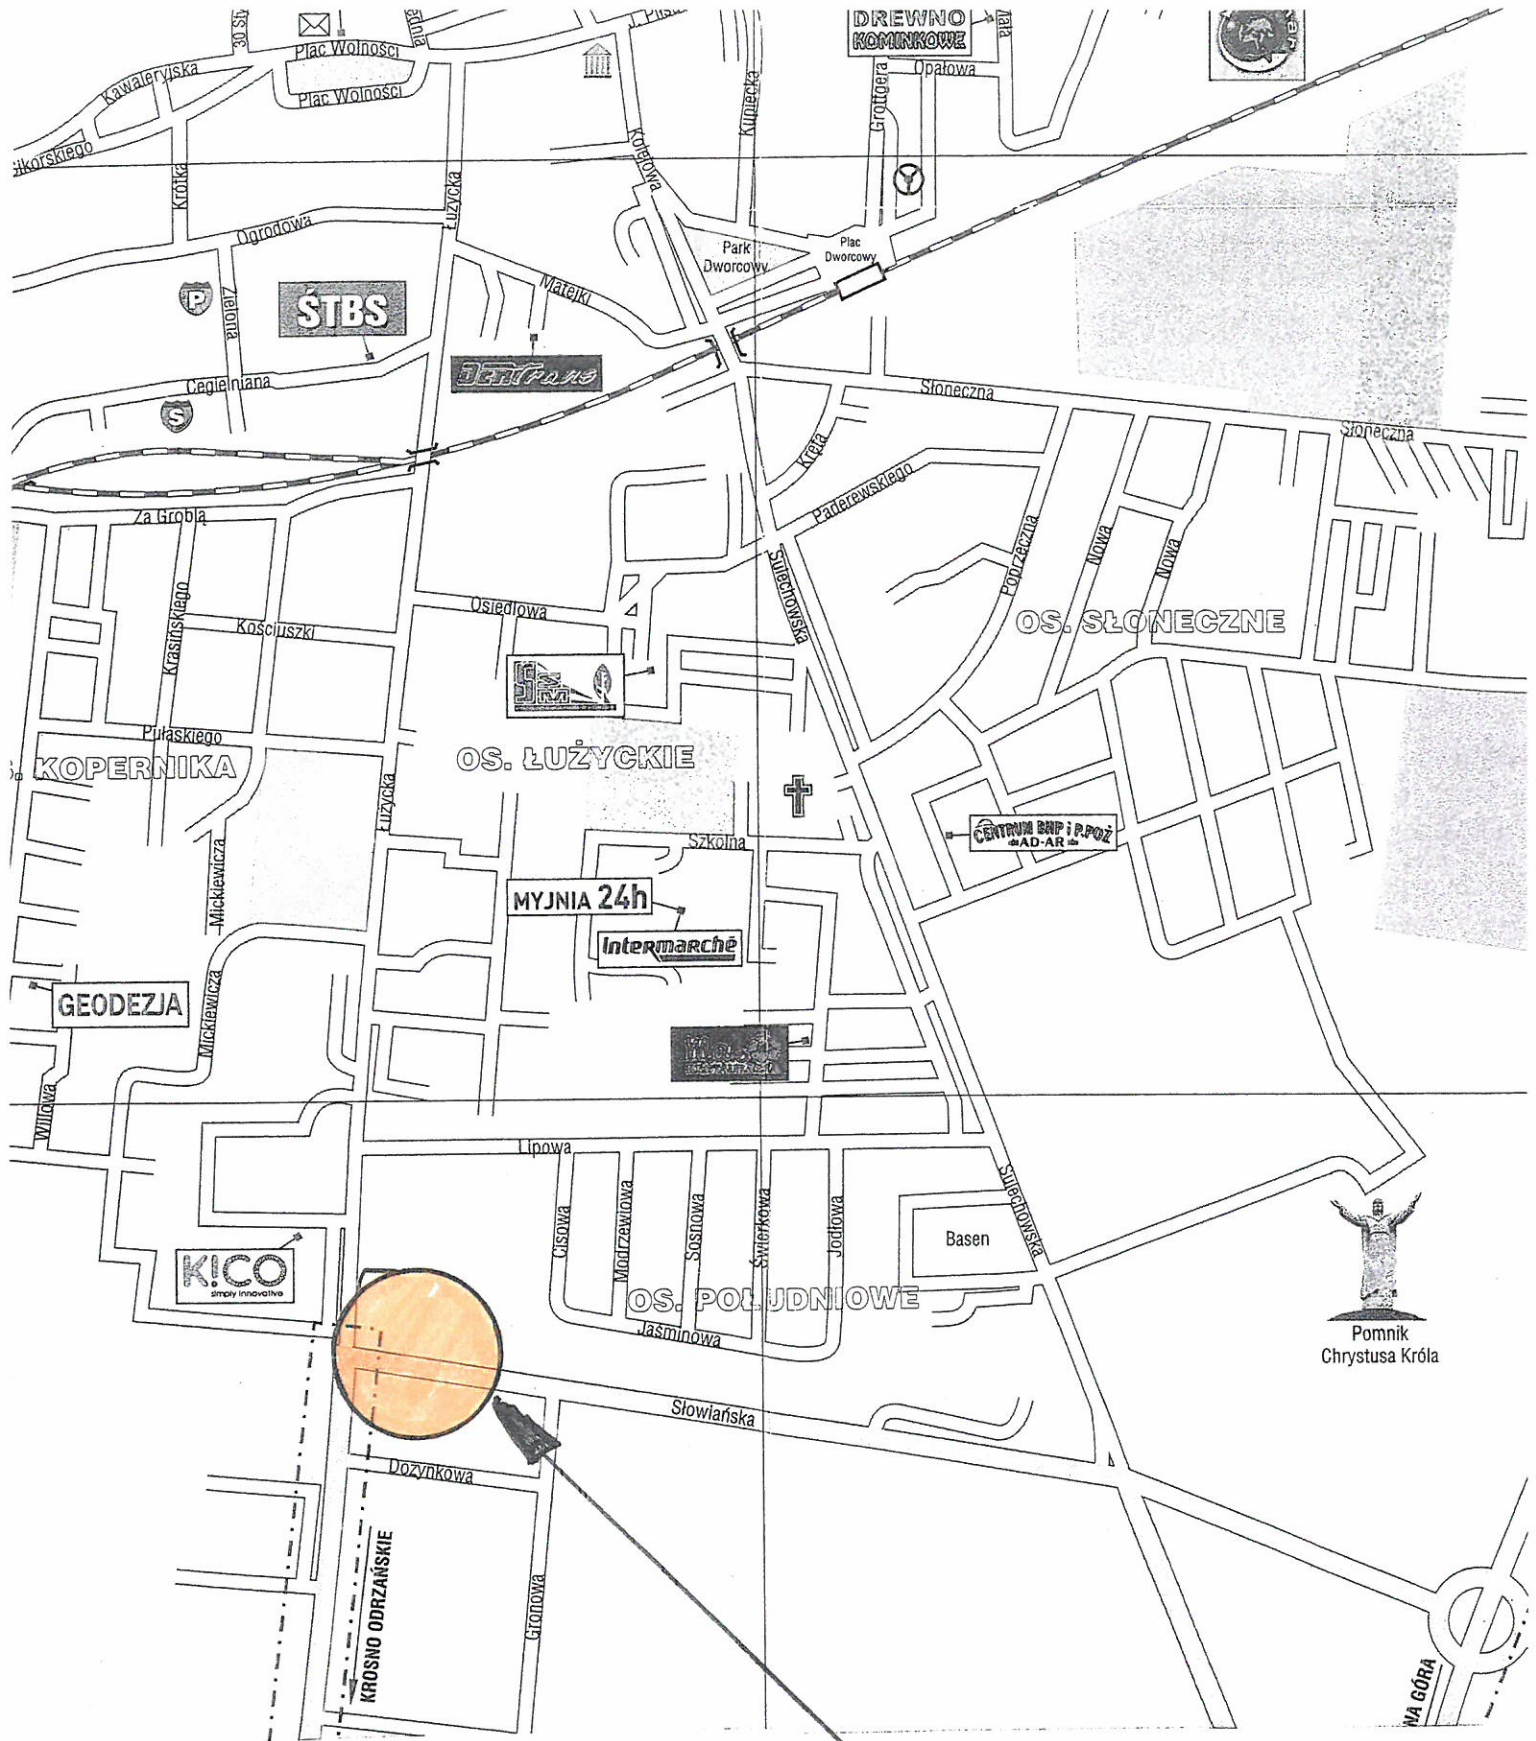 DREWNO
KOMINKOWE
Plac Wolności
Kawaleryjska
Plac Wolności
Opałowa
Kupiecka
Grottgera
Kolejowa
Krótka
Łużycka
Ogrodowa
Park
Dworcowy
Plac
Dworcowy
P
Zielona
ŚTBS
Matejki
Cegielniana
S
Słoneczna
Słoneczna
Kręta
Paderewskiego
Za Groblą
Sulechowska
Poprzeczna
Nowa
Nowa
Osiedlowa
Krasińskiego
Kościuszki
OS. SŁONECZNE
Pułaskiego
KOPERNIKA
OS. ŁUŻYCKIE
Łużycka
Szkolna
CENTRUM BHP i P.POŻ
AD-AR
Mickiewicza
MYJNIA 24h
Intermarché
GEODEZJA
Mickiewicza
Willowa
Lipowa
Cisowa
Modrzewiowa
Sosnowa
Świerkowa
Jodłowa
Sulechowska
Basen
K!CO
simply innovative
OS. POŁUDNIOWE
Jaśminowa
Pomnik
Chrystusa Króla
Słowiańska
Dożynkowa
KROSNO ODRZAŃSKIE
Gronowa
NA GÓRA